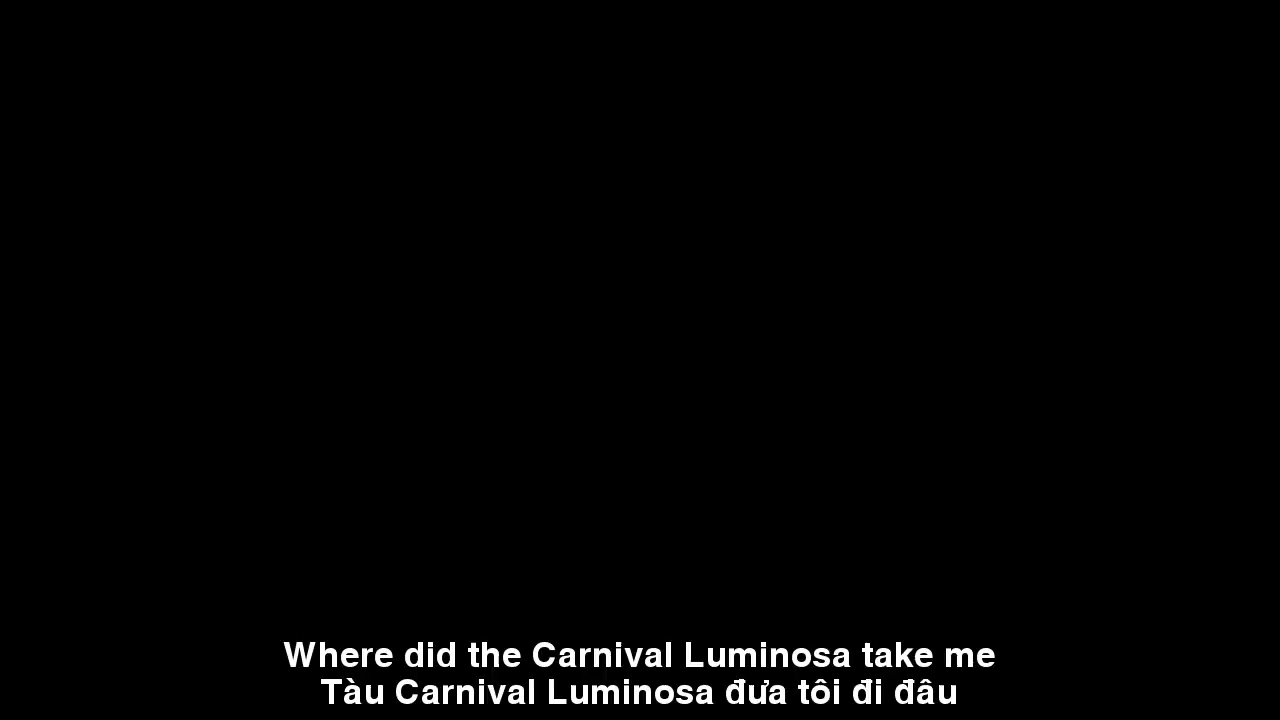 Where did the Carnival Luminosa take me
Tàu Carnival Luminosa đưa tôi đi đâu